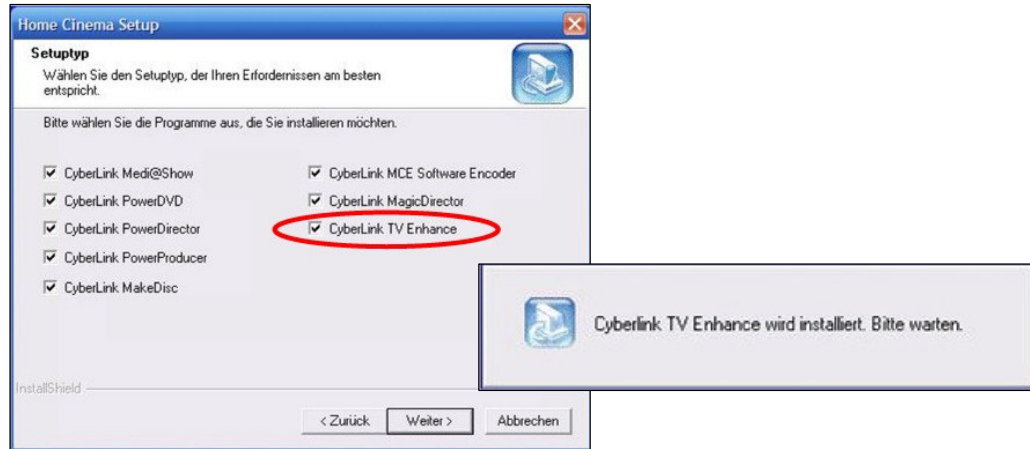 Home Cinema Setup
Setuptyp
Wählen Sie den Setuptyp, der Ihren Erfordernissen am besten
entspricht.
Bitte wählen Sie die Programme aus, die Sie installieren möchten.
CyberLink Medi@Show
CyberLink PowerDVD
CyberLink PowerDirector
CyberLink PowerProducer
CyberLink MakeDisc
CyberLink MCE Software Encoder
CyberLink MagicDirector
CyberLink TV Enhance
Cyberlink TV Enhance wird installiert. Bitte warten.
InstallShield
< Zurück
Weiter >
Abbrechen